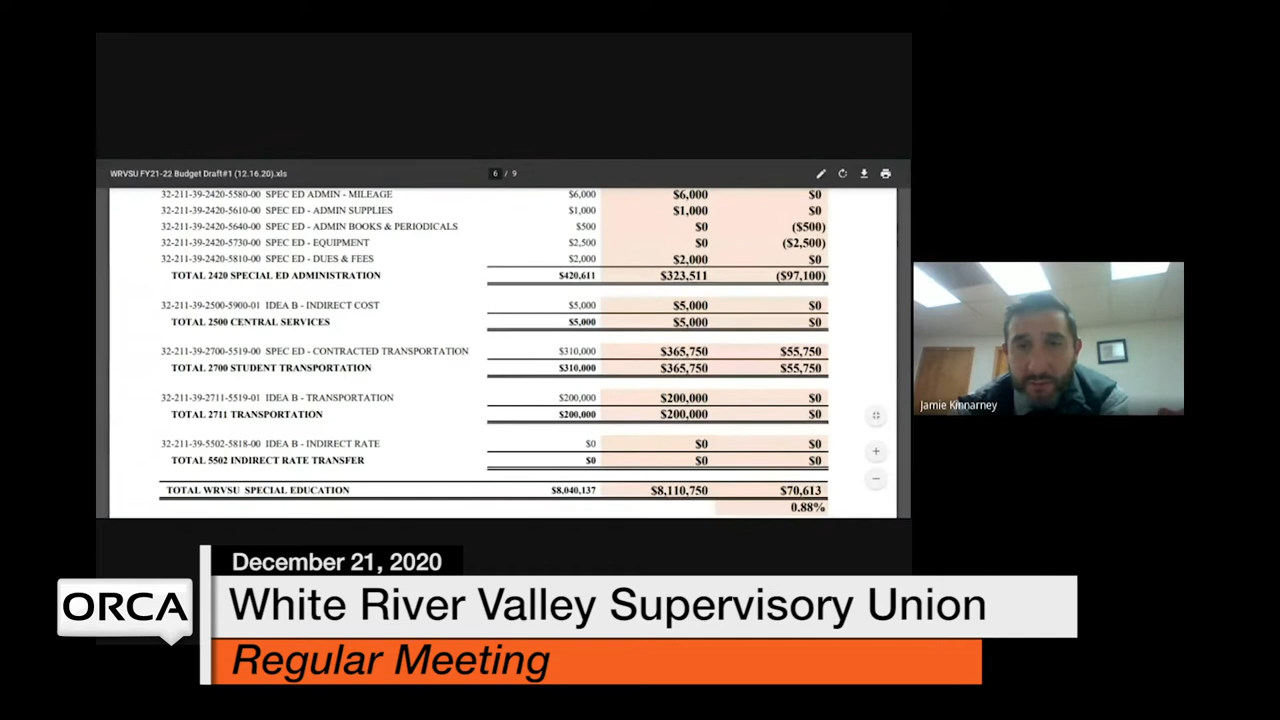 WRVSU FY21-22 Budget Draft#1 (12.16.20).xls 6 / 9
32-211-39-2420-5580-00 SPEC ED ADMIN - MILEAGE $6,000 $6,000 $0
32-211-39-2420-5610-00 SPEC ED - ADMIN SUPPLIES $1,000 $1,000 $0
32-211-39-2420-5640-00 SPEC ED - ADMIN BOOKS & PERIODICALS $500 $0 ($500)
32-211-39-2420-5730-00 SPEC ED - EQUIPMENT $2,500 $0 ($2,500)
32-211-39-2420-5810-00 SPEC ED - DUES & FEES $2,000 $2,000 $0
TOTAL 2420 SPECIAL ED ADMINISTRATION $420,611 $323,511 ($97,100)
32-211-39-2500-5900-01 IDEA B - INDIRECT COST $5,000 $5,000 $0
TOTAL 2500 CENTRAL SERVICES $5,000 $5,000 $0
32-211-39-2700-5519-00 SPEC ED - CONTRACTED TRANSPORTATION $310,000 $365,750 $55,750
TOTAL 2700 STUDENT TRANSPORTATION $310,000 $365,750 $55,750
32-211-39-2711-5519-01 IDEA B - TRANSPORTATION $200,000 $200,000 $0
TOTAL 2711 TRANSPORTATION $200,000 $200,000 $0
32-211-39-5502-5818-00 IDEA B - INDIRECT RATE $0 $0 $0
TOTAL 5502 INDIRECT RATE TRANSFER $0 $0 $0
TOTAL WRVSU SPECIAL EDUCATION $8,040,137 $8,110,750 $70,613
0.88%
Jamie Kinnarney
December 21, 2020
ORCA
White River Valley Supervisory Union
Regular Meeting